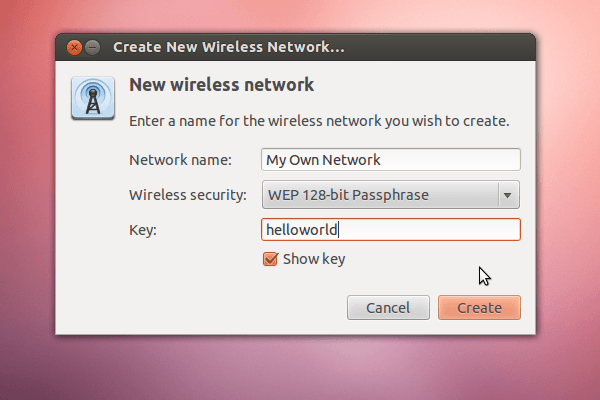 Create New Wireless Network...
New wireless network
Enter a name for the wireless network you wish to create.
Network name: My Own Network
Wireless security: WEP 128-bit Passphrase
Key: helloworld
Show key
Cancel Create